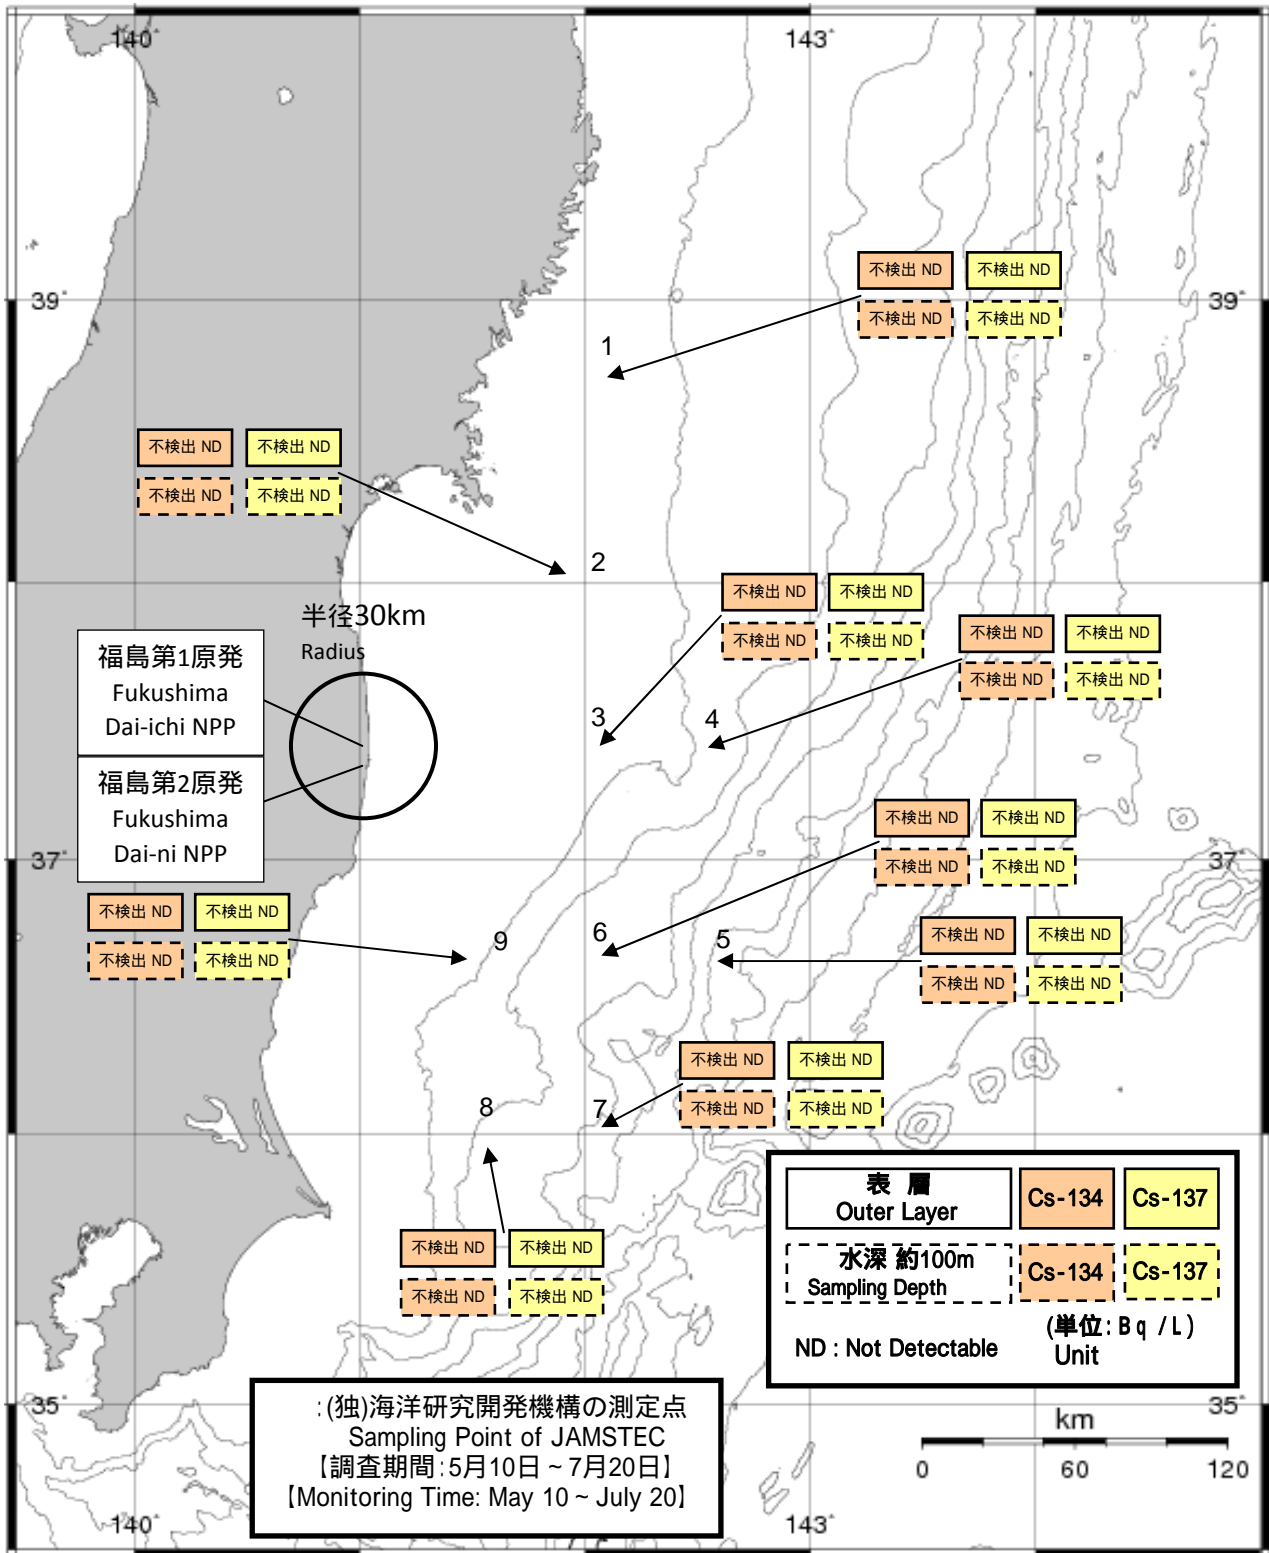 140° 143°
不検出 ND 不検出 ND
39° 39°
不検出 ND 不検出 ND
1
不検出 ND 不検出 ND
不検出 ND 不検出 ND
2
不検出 ND 不検出 ND
不検出 ND 不検出 ND
半径30km
Radius
不検出 ND 不検出 ND
不検出 ND 不検出 ND
福島第1原発
Fukushima
Dai-ichi NPP
3
4
福島第2原発
Fukushima
Dai-ni NPP
不検出 ND 不検出 ND
37° 37°
不検出 ND 不検出 ND
不検出 ND 不検出 ND
不検出 ND 不検出 ND
9
6
5
不検出 ND 不検出 ND
不検出 ND 不検出 ND
不検出 ND 不検出 ND
不検出 ND 不検出 ND
8
7
不検出 ND 不検出 ND
不検出 ND 不検出 ND
表 層
Outer Layer
Cs-134 Cs-137
水深 約100m
Sampling Depth
Cs-134 Cs-137
(単位:Bq /L)
ND : Not Detectable Unit
:(独)海洋研究開発機構の測定点
Sampling Point of JAMSTEC
【調査期間:5月10日~7月20日】
【Monitoring Time: May 10 ~ July 20】
35° 35°
km
0 60 120
140° 143°